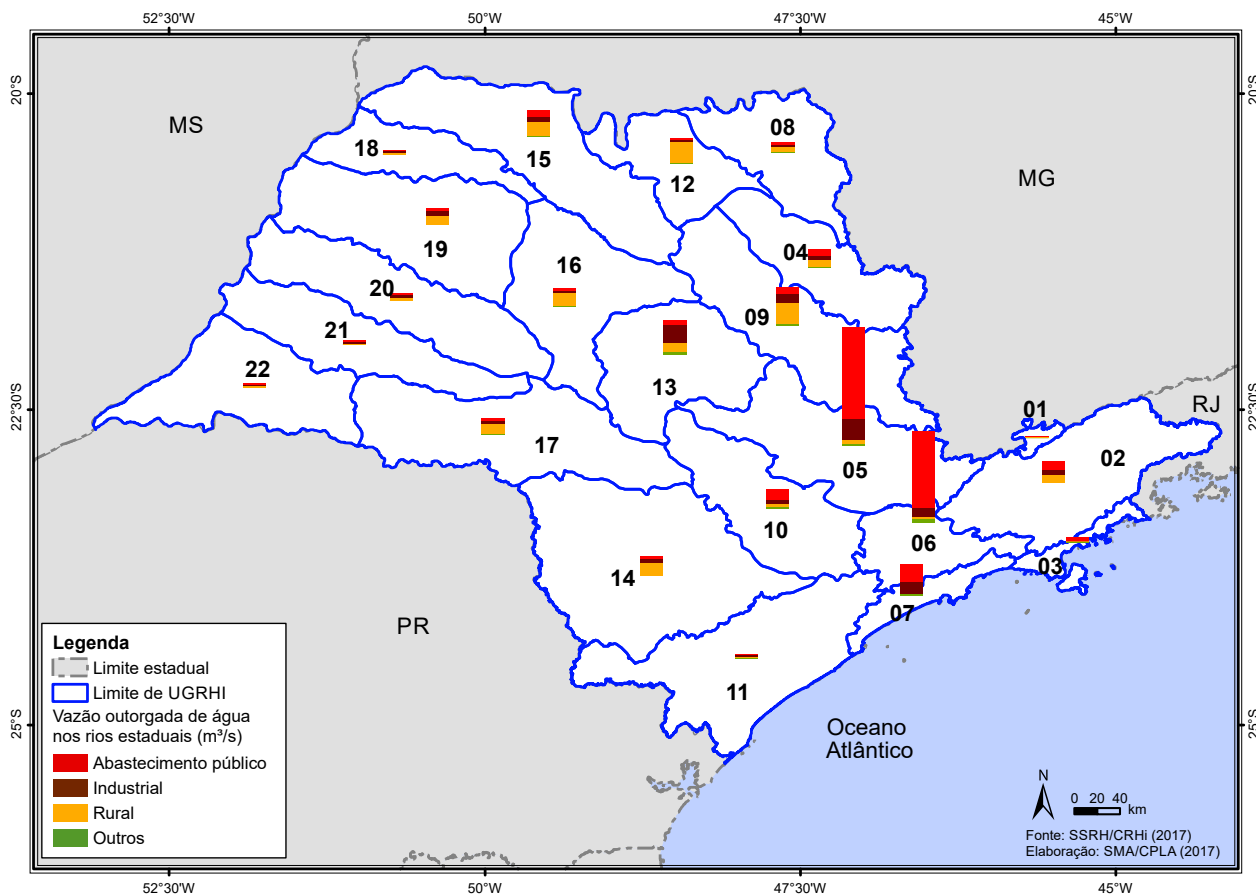 52°30'W
50°W
47°30'W
45°W
20°S
20°S
MS
08
18
15
12
MG
19
04
16
20
09
21
22
13
22°30'S
22°30'S
01
RJ
17
02
05
10
06
03
14
07
PR
11
25°S
25°S
Oceano
Atlântico
Legenda
Limite estadual
Limite de UGRHI
Vazão outorgada de água
nos rios estaduais (m³/s)
Abastecimento público
Industrial
Rural
Outros
N
0 20 40
km
Fonte: SSRH/CRHi (2017)
Elaboração: SMA/CPLA (2017)
52°30'W
50°W
47°30'W
45°W